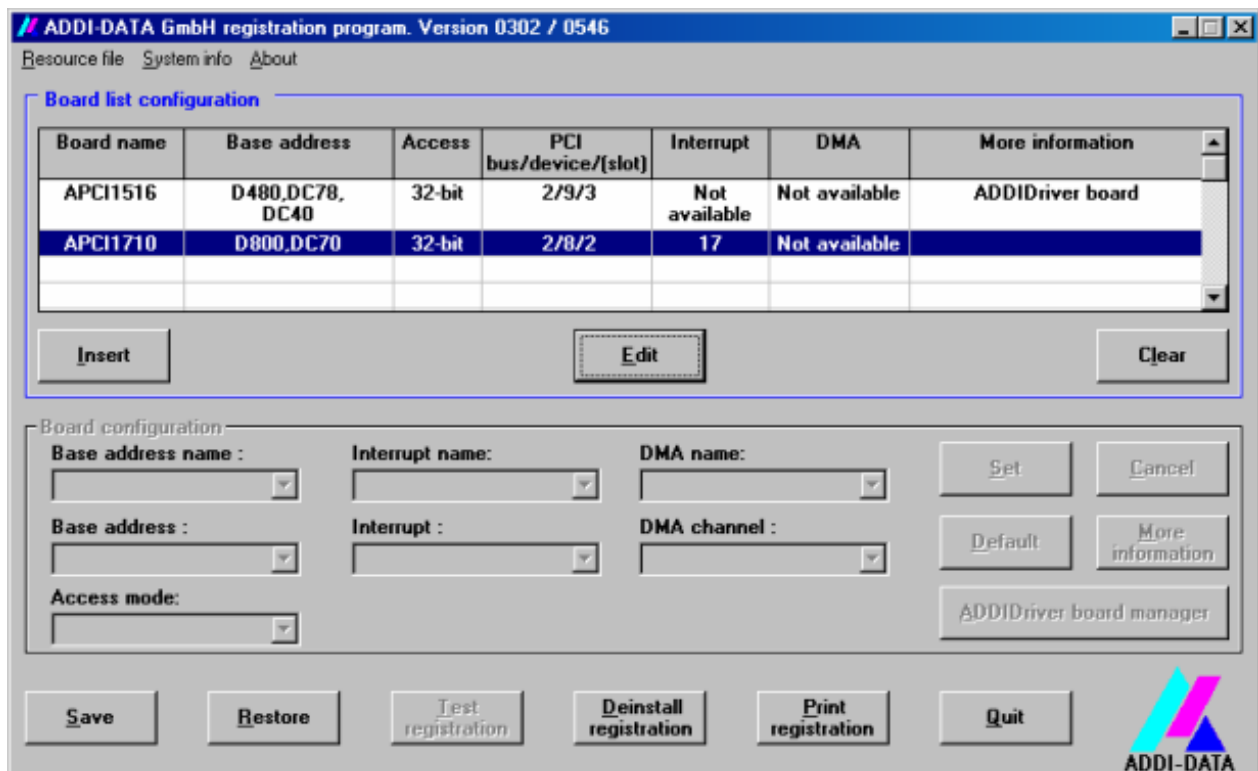 ADDI-DATA GmbH registration program. Version 0302 / 0546
Resource file System info About
Board list configuration
Board name Base address Access PCI bus/device/(slot) Interrupt DMA More information
APCI1516 D480,DC78, DC40 32-bit 2/9/3 Not available Not available ADDIDriver board
APCI1710 D800,DC70 32-bit 2/8/2 17 Not available
Insert Edit Clear
Board configuration
Base address name : Interrupt name: DMA name:
Set Cancel
Base address : Interrupt : DMA channel :
Default More information
Access mode:
ADDIDriver board manager
Save Restore Test registration Deinstall registration Print registration Quit
ADDI-DATA